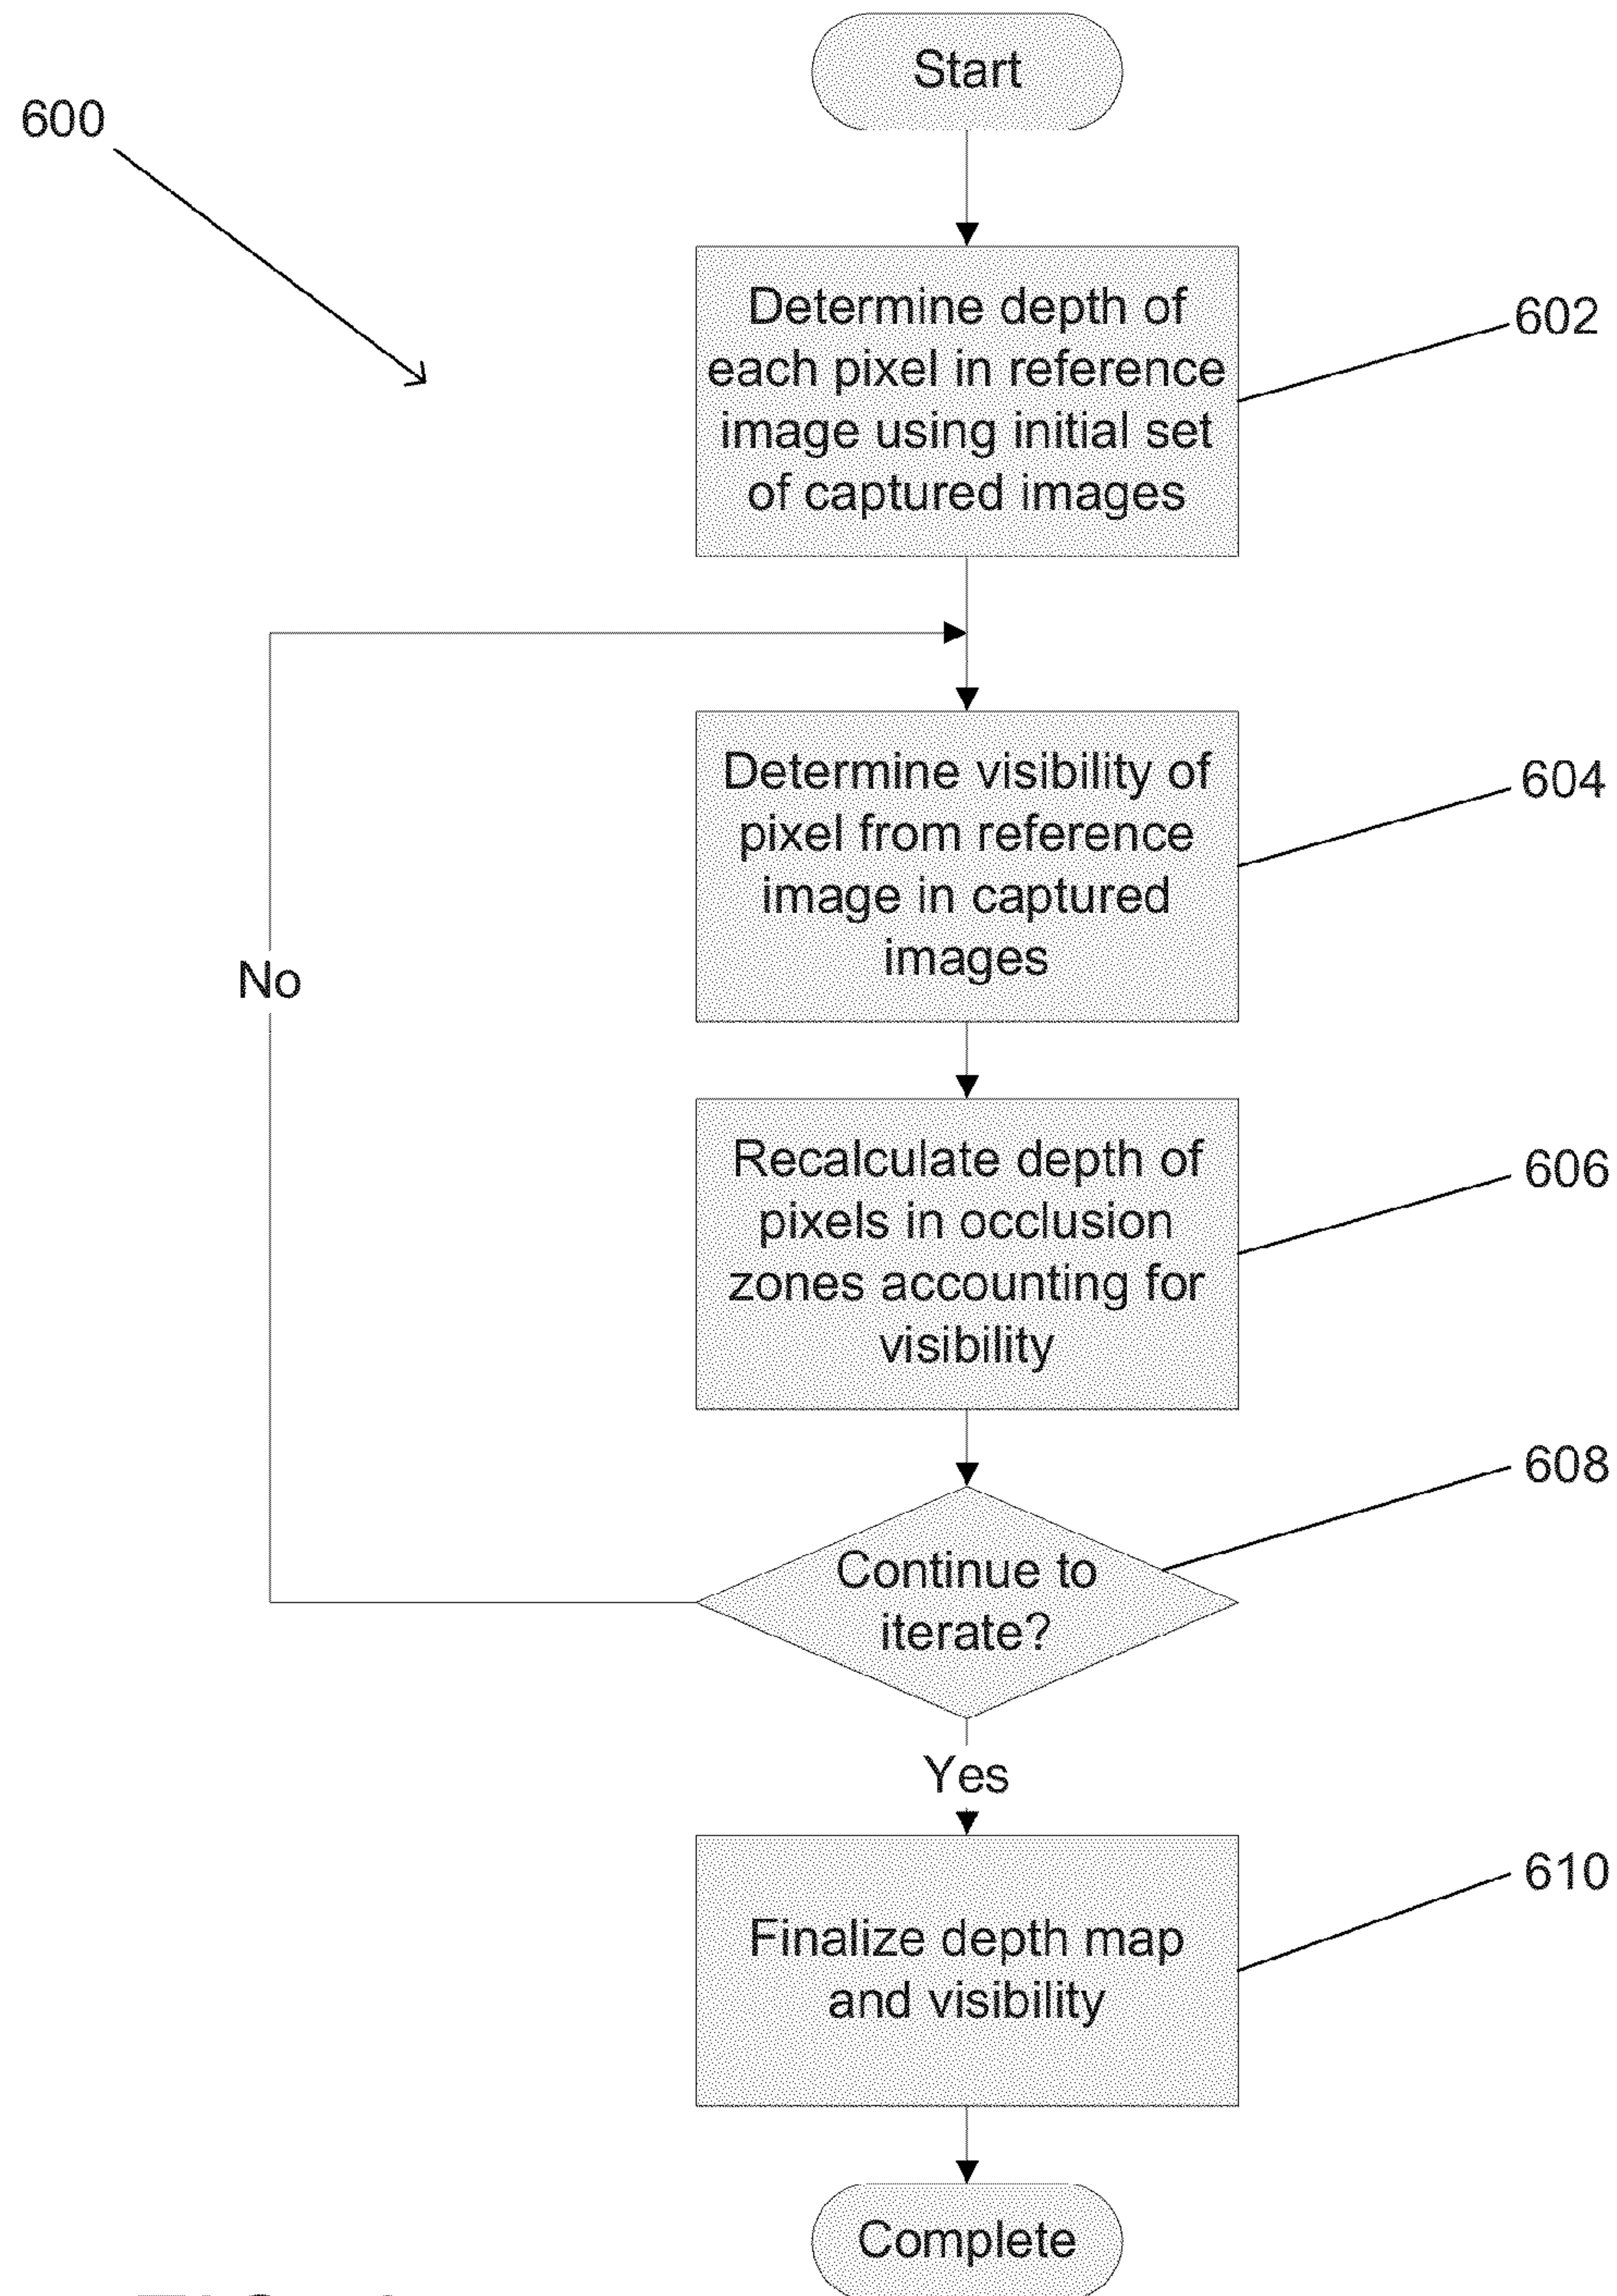 Start
600
Determine depth of
each pixel in reference
image using initial set
of captured images
602
Determine visibility of
pixel from reference
image in captured
images
604
No
Recalculate depth of
pixels in occlusion
zones accounting for
visibility
606
Continue to
iterate?
608
Yes
Finalize depth map
and visibility
610
Complete